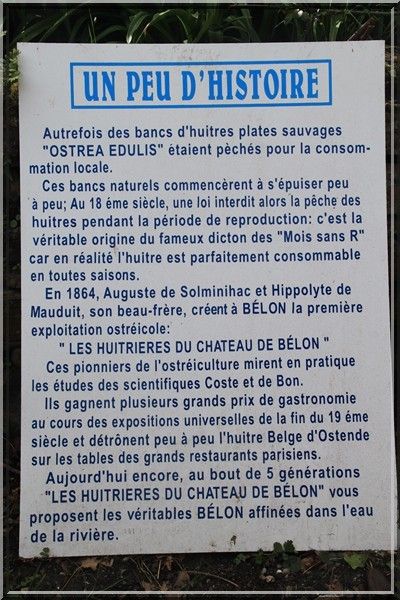 UN PEU D'HISTOIRE
Autrefois des bancs d'huitres plates sauvages
"OSTREA EDULIS" étaient pèchés pour la consom-
mation locale.
Ces bancs naturels commencèrent à s'épuiser peu
à peu; Au 18 éme siècle, une loi interdit alors la pêche des
huitres pendant la période de reproduction: c'est la
véritable origine du fameux dicton des "Mois sans R"
car en réalité l'huitre est parfaitement consommable
en toutes saisons.
En 1864, Auguste de Solminihac et Hippolyte de
Mauduit, son beau-frère, créent à BÉLON la première
exploitation ostréicole:
" LES HUITRIERES DU CHATEAU DE BÉLON "
Ces pionniers de l'ostréiculture mirent en pratique
les études des scientifiques Coste et de Bon.
Ils gagnent plusieurs grands prix de gastronomie
au cours des expositions universelles de la fin du 19 éme
siècle et détrônent peu à peu l'huitre Belge d'Ostende
sur les tables des grands restaurants parisiens.
Aujourd'hui encore, au bout de 5 générations
"LES HUITRIERES DU CHATEAU DE BÉLON" vous
proposent les véritables BÉLON affinées dans l'eau
de la rivière.